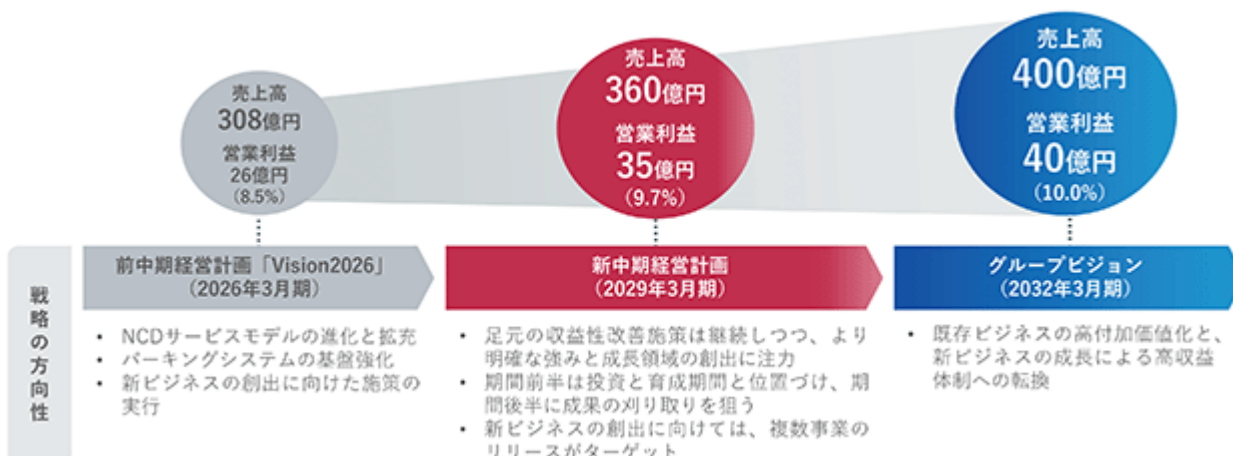 売上高
308億円
営業利益
26億円
(8.5%)
売上高
360億円
営業利益
35億円
(9.7%)
売上高
400億円
営業利益
40億円
(10.0%)
戦略の方向性
前中期経営計画「Vision2026」
（2026年3月期）
• NCDサービスモデルの進化と拡充
• パーキングシステムの基盤強化
• 新ビジネスの創出に向けた施策の
実行
新中期経営計画
（2029年3月期）
• 足元の収益性改善施策は継続しつつ、より
明確な強みと成長領域の創出に注力
• 期間前半は投資と育成期間と位置づけ、期
間後半に成果の刈り取りを狙う
• 新ビジネスの創出に向けては、複数事業の
リリースがターゲット
グループビジョン
（2032年3月期）
• 既存ビジネスの高付加価値化と、
新ビジネスの成長による高収益
体制への転換